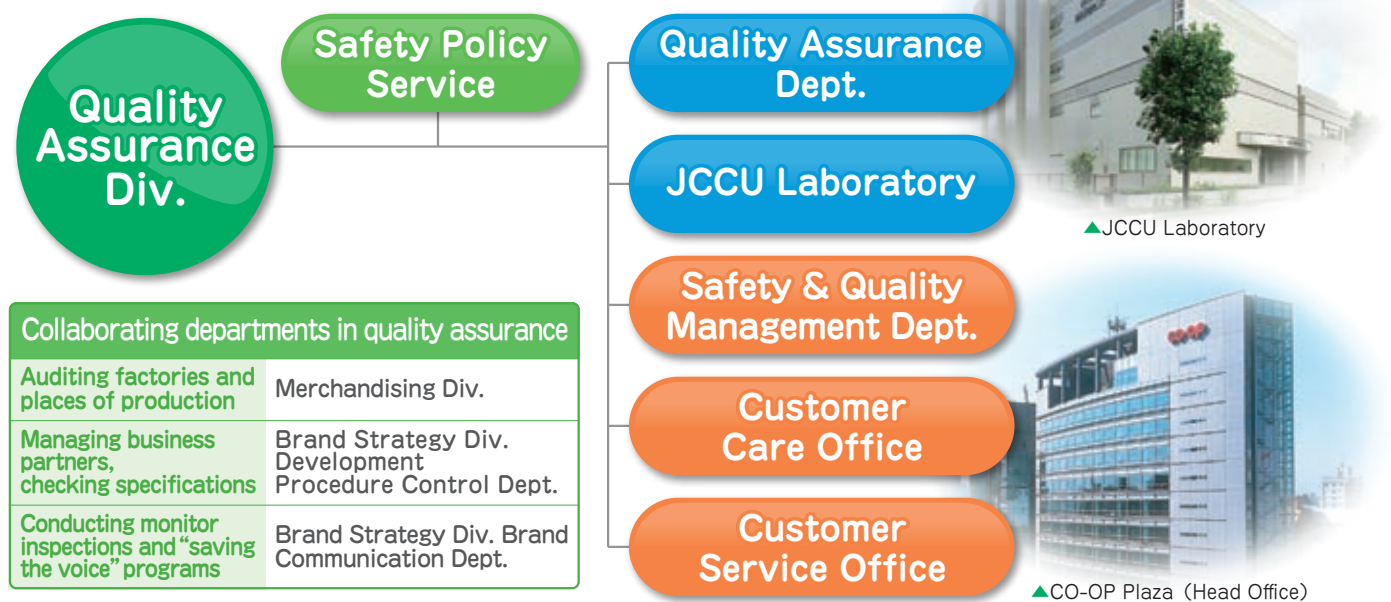 Quality
Assurance
Div.
Safety Policy
Service
Quality Assurance
Dept.
JCCU Laboratory
Safety & Quality
Management Dept.
Customer
Care Office
Customer
Service Office
▲JCCU Laboratory
CO·OP
▲CO-OP Plaza (Head Office)
Collaborating departments in quality assurance
Auditing factories and
places of production
Merchandising Div.
Managing business
partners,
checking specifications
Brand Strategy Div.
Development
Procedure Control Dept.
Conducting monitor
inspections and “saving
the voice” programs
Brand Strategy Div. Brand
Communication Dept.